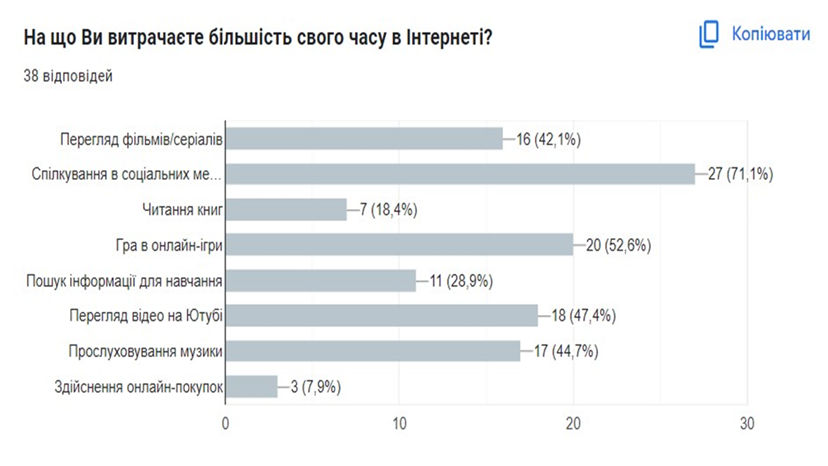 На що Ви витрачаєте більшість свого часу в Інтернеті?
Копіювати
38 відповідей
Перегляд фільмів/серіалів 16 (42,1%)
Спілкування в соціальних ме... 27 (71,1%)
Читання книг 7 (18,4%)
Гра в онлайн-ігри 20 (52,6%)
Пошук інформації для навчання 11 (28,9%)
Перегляд відео на Ютубі 18 (47,4%)
Прослуховування музики 17 (44,7%)
Здійснення онлайн-покупок 3 (7,9%)
0 10 20 30